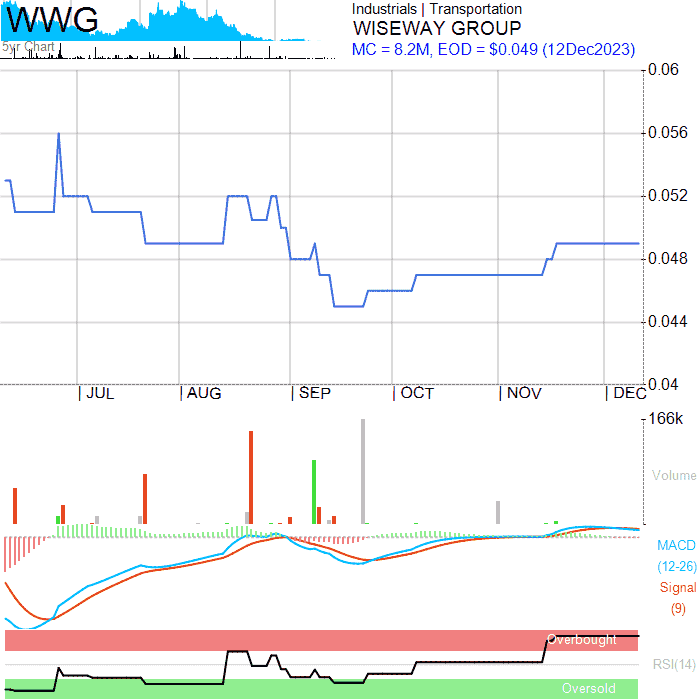 WWG
5yr Chart
Industrials | Transportation
WISEWAY GROUP
MC = 8.2M, EOD = $0.049 (12Dec2023)
0.06
0.056
0.052
0.048
0.044
0.04
| JUL | AUG | SEP | OCT | NOV | DEC
166k
Volume
MACD
(12-26)
Signal
(9)
Overbought
RSI(14)
Oversold